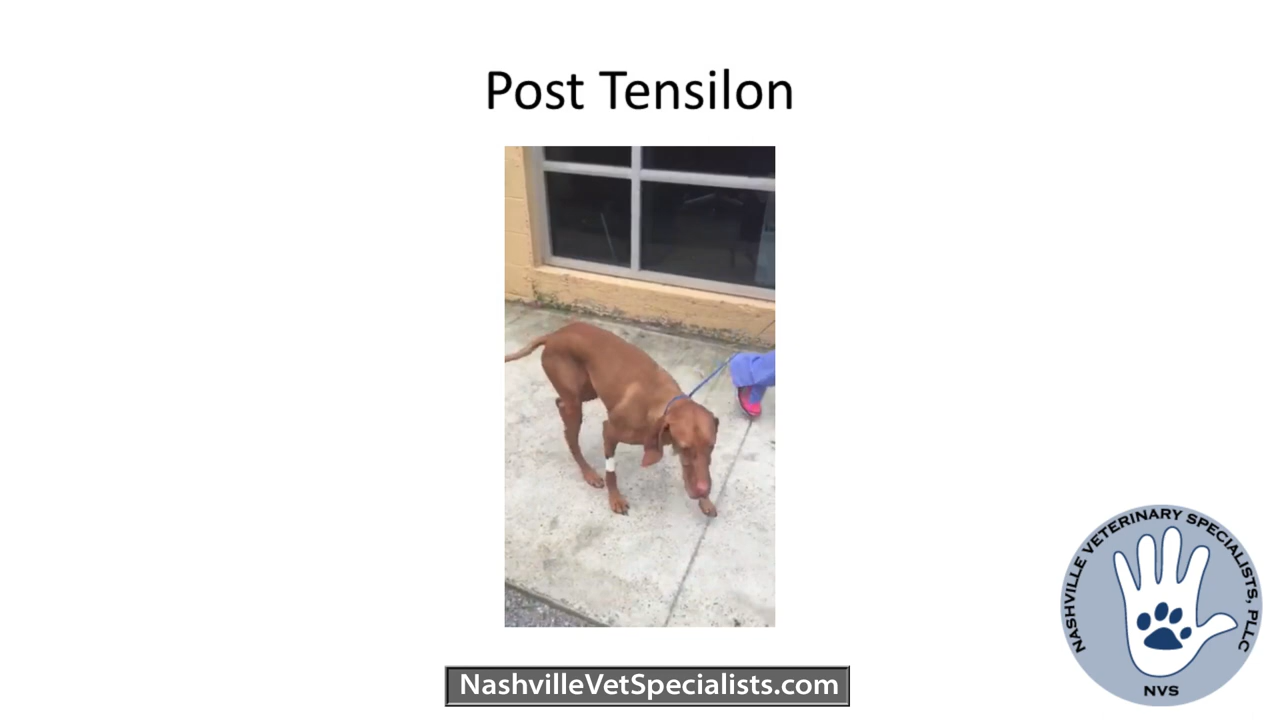 Post Tensilon
NASHVILLE VETERINARY SPECIALISTS, PLLC
NVS
NashvilleVetSpecialists.com